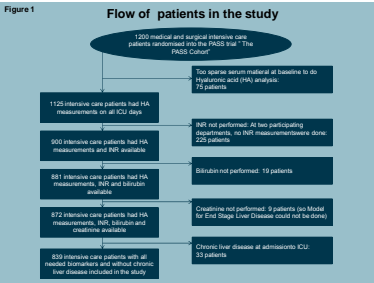 Figure 1
Flow of patients in the study
1200 medical and surgical intensive care
patients randomised into the PASS trial " The
PASS Cohort"
Too sparse serum matieral at baseline to do
Hyaluronic acid (HA) analysis:
75 patients
1125 intensive care patients had HA
measurements on all ICU days
INR not performed: At two participating
departments, no INR measurementswere done:
225 patients
900 intensive care patients had HA
measurements and INR available
Bilirubin not performed: 19 patients
881 intensive care patients had HA
measurements, INR and bilirubin
available
Creatinine not performed: 9 patients (so Model
for End Stage Liver Disease could not be done)
872 intensive care patients had HA
measurements, INR, bilirubin and
creatinine available
Chronic liver disease at admissionto ICU:
33 patients
839 intensive care patients with all
needed biomarkers and without chronic
liver disease included in the study